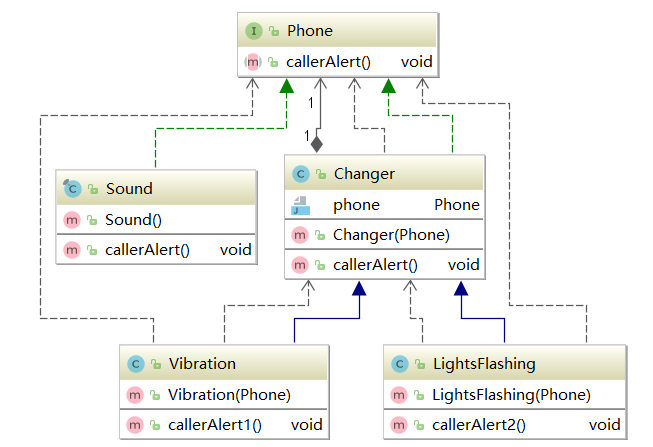 I Phone
m callerAlert() void
1
1
C Sound
m Sound()
m callerAlert() void
C Changer
J phone Phone
m Changer(Phone)
m callerAlert() void
C Vibration
m Vibration(Phone)
m callerAlert1() void
C LightsFlashing
m LightsFlashing(Phone)
m callerAlert2() void